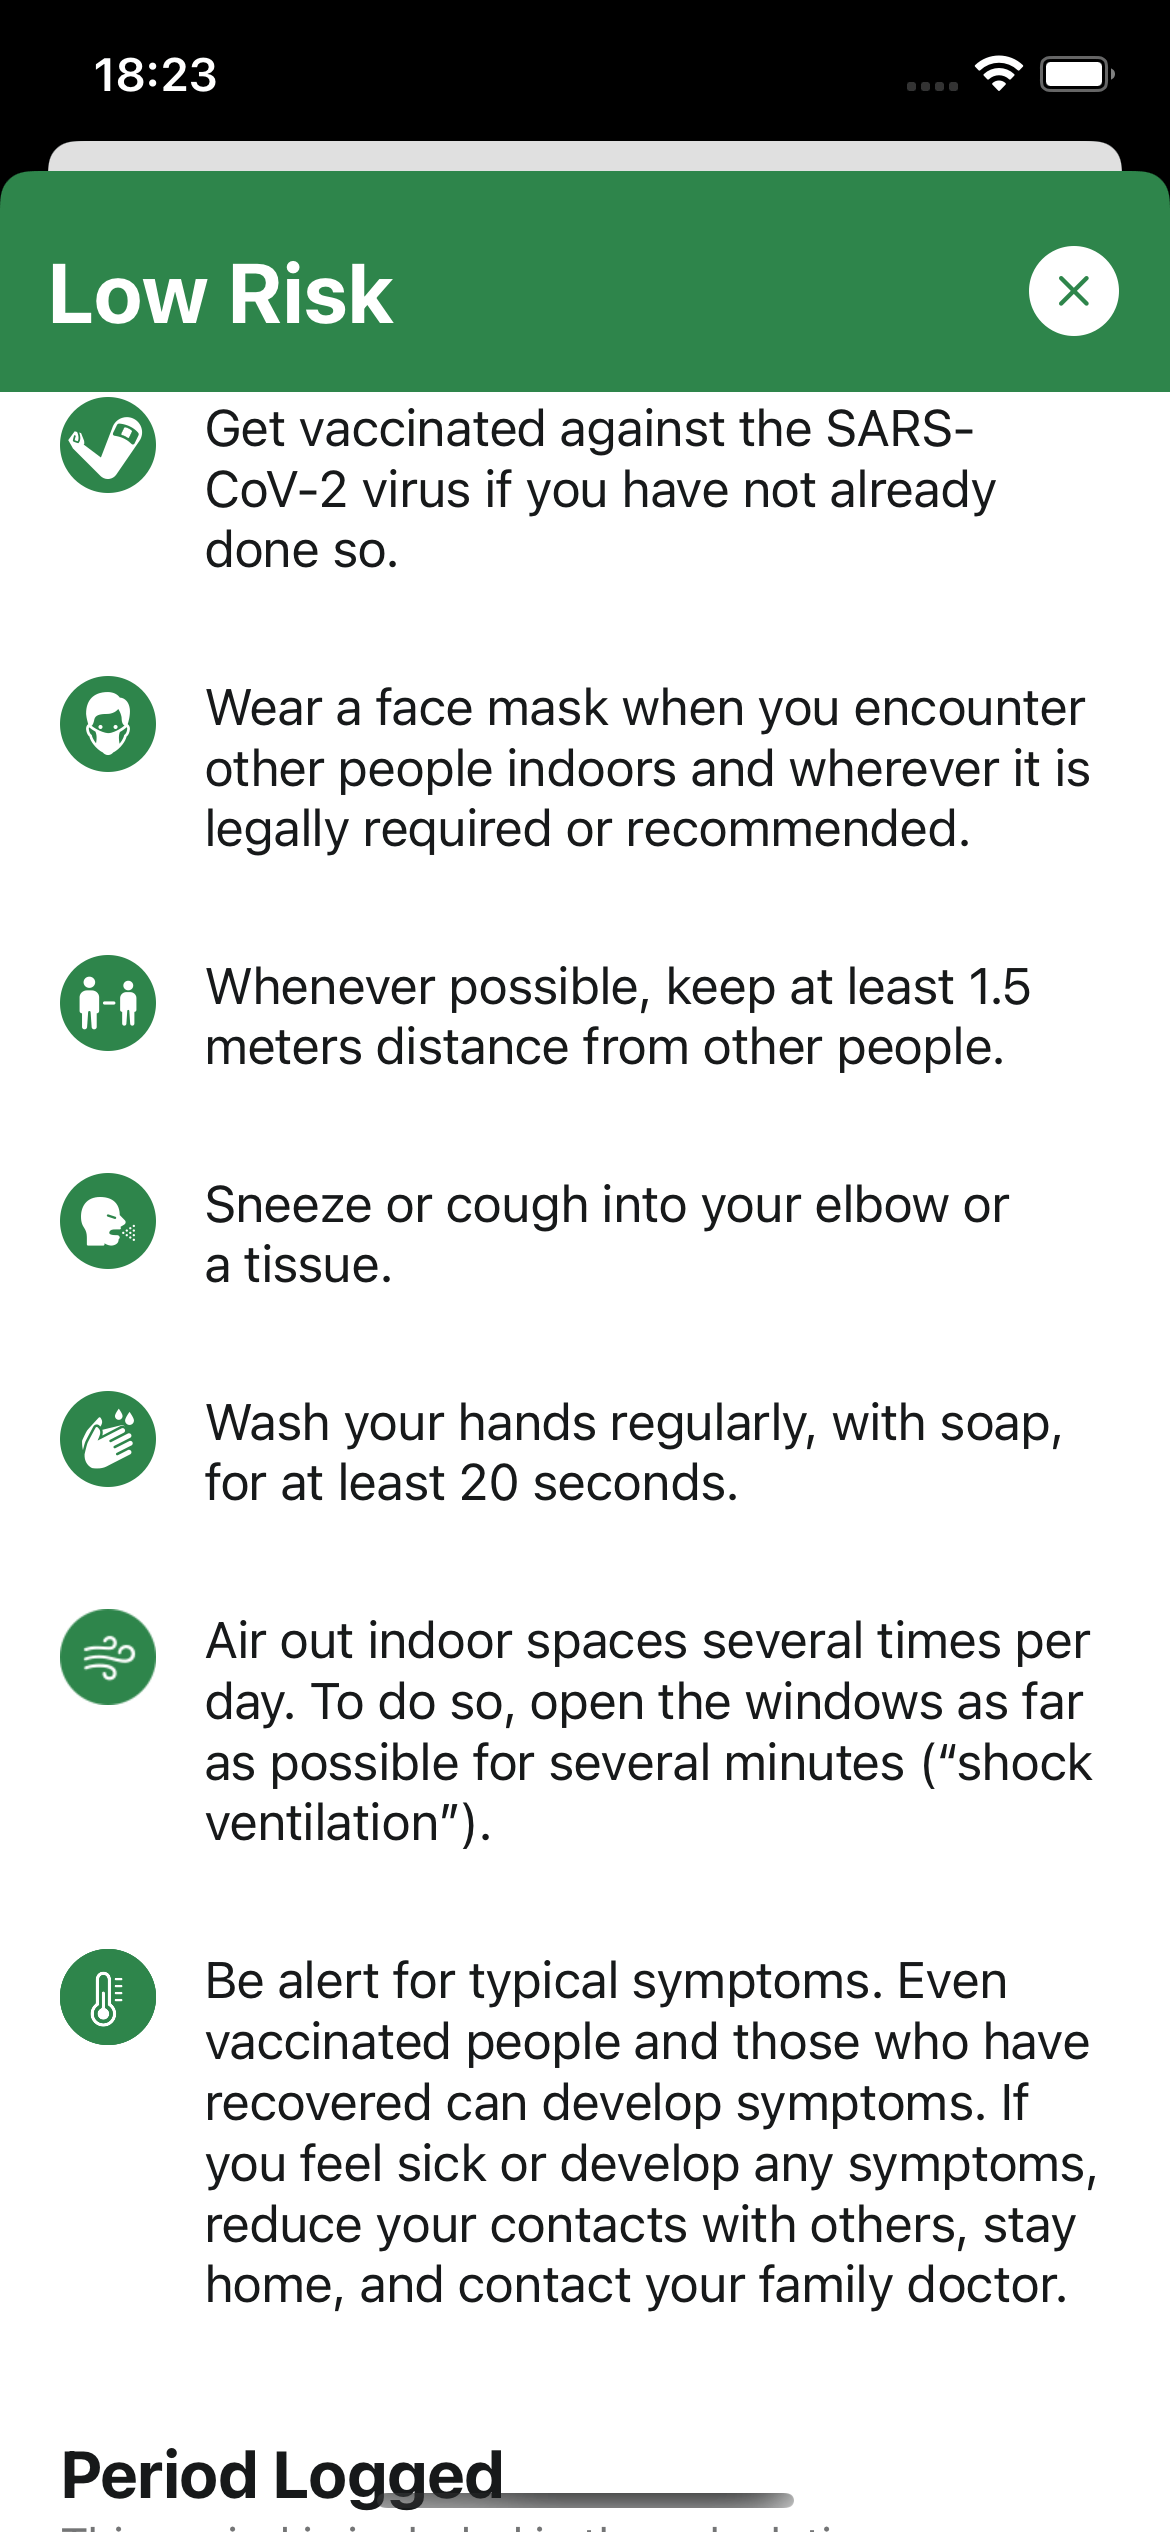 18:23
Low Risk
Get vaccinated against the SARS-
CoV-2 virus if you have not already
done so.
Wear a face mask when you encounter
other people indoors and wherever it is
legally required or recommended.
Whenever possible, keep at least 1.5
meters distance from other people.
Sneeze or cough into your elbow or
a tissue.
Wash your hands regularly, with soap,
for at least 20 seconds.
Air out indoor spaces several times per
day. To do so, open the windows as far
as possible for several minutes (“shock
ventilation”).
Be alert for typical symptoms. Even
vaccinated people and those who have
recovered can develop symptoms. If
you feel sick or develop any symptoms,
reduce your contacts with others, stay
home, and contact your family doctor.
Period Logged